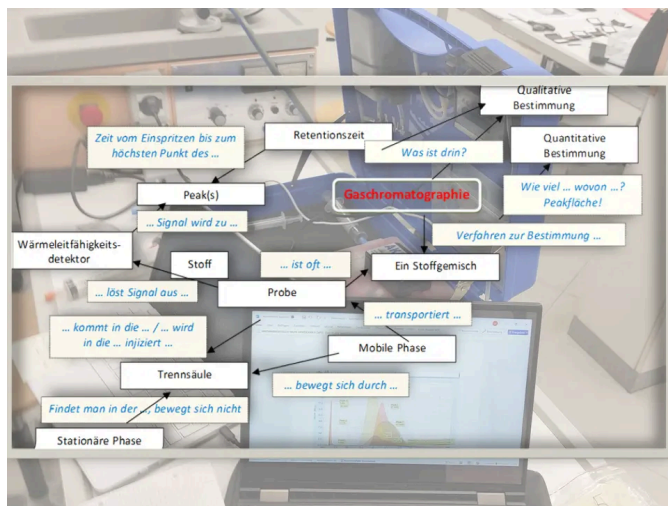 Qualitative
Bestimmung
Retentionszeit
Zeit vom Einspritzen bis zum
höchsten Punkt des ...
Was ist drin?
Quantitative
Bestimmung
Peak(s)
Gaschromatographie
Wie viel ... wovon ...?
Peakfläche!
... Signal wird zu ...
Verfahren zur Bestimmung ...
Wärmeleitfähigkeits-
detektor
Stoff
... ist oft ...
Ein Stoffgemisch
... löst Signal aus ...
Probe
... transportiert ...
... kommt in die ... / ... wird
in die ... injiziert ...
Mobile Phase
Trennsäule
... bewegt sich durch ...
Findet man in der ..., bewegt sich nicht
Stationäre Phase